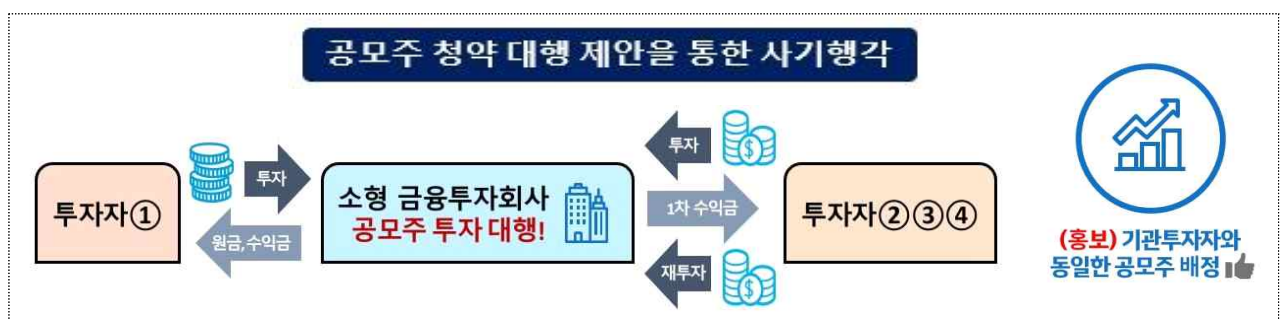 공모주 청약 대행 제안을 통한 사기행각
투자자①
투자
원금,수익금
소형 금융투자회사
공모주 투자 대행!
투자
1차 수익금
재투자
투자자②③④
(홍보) 기관투자자와
동일한 공모주 배정